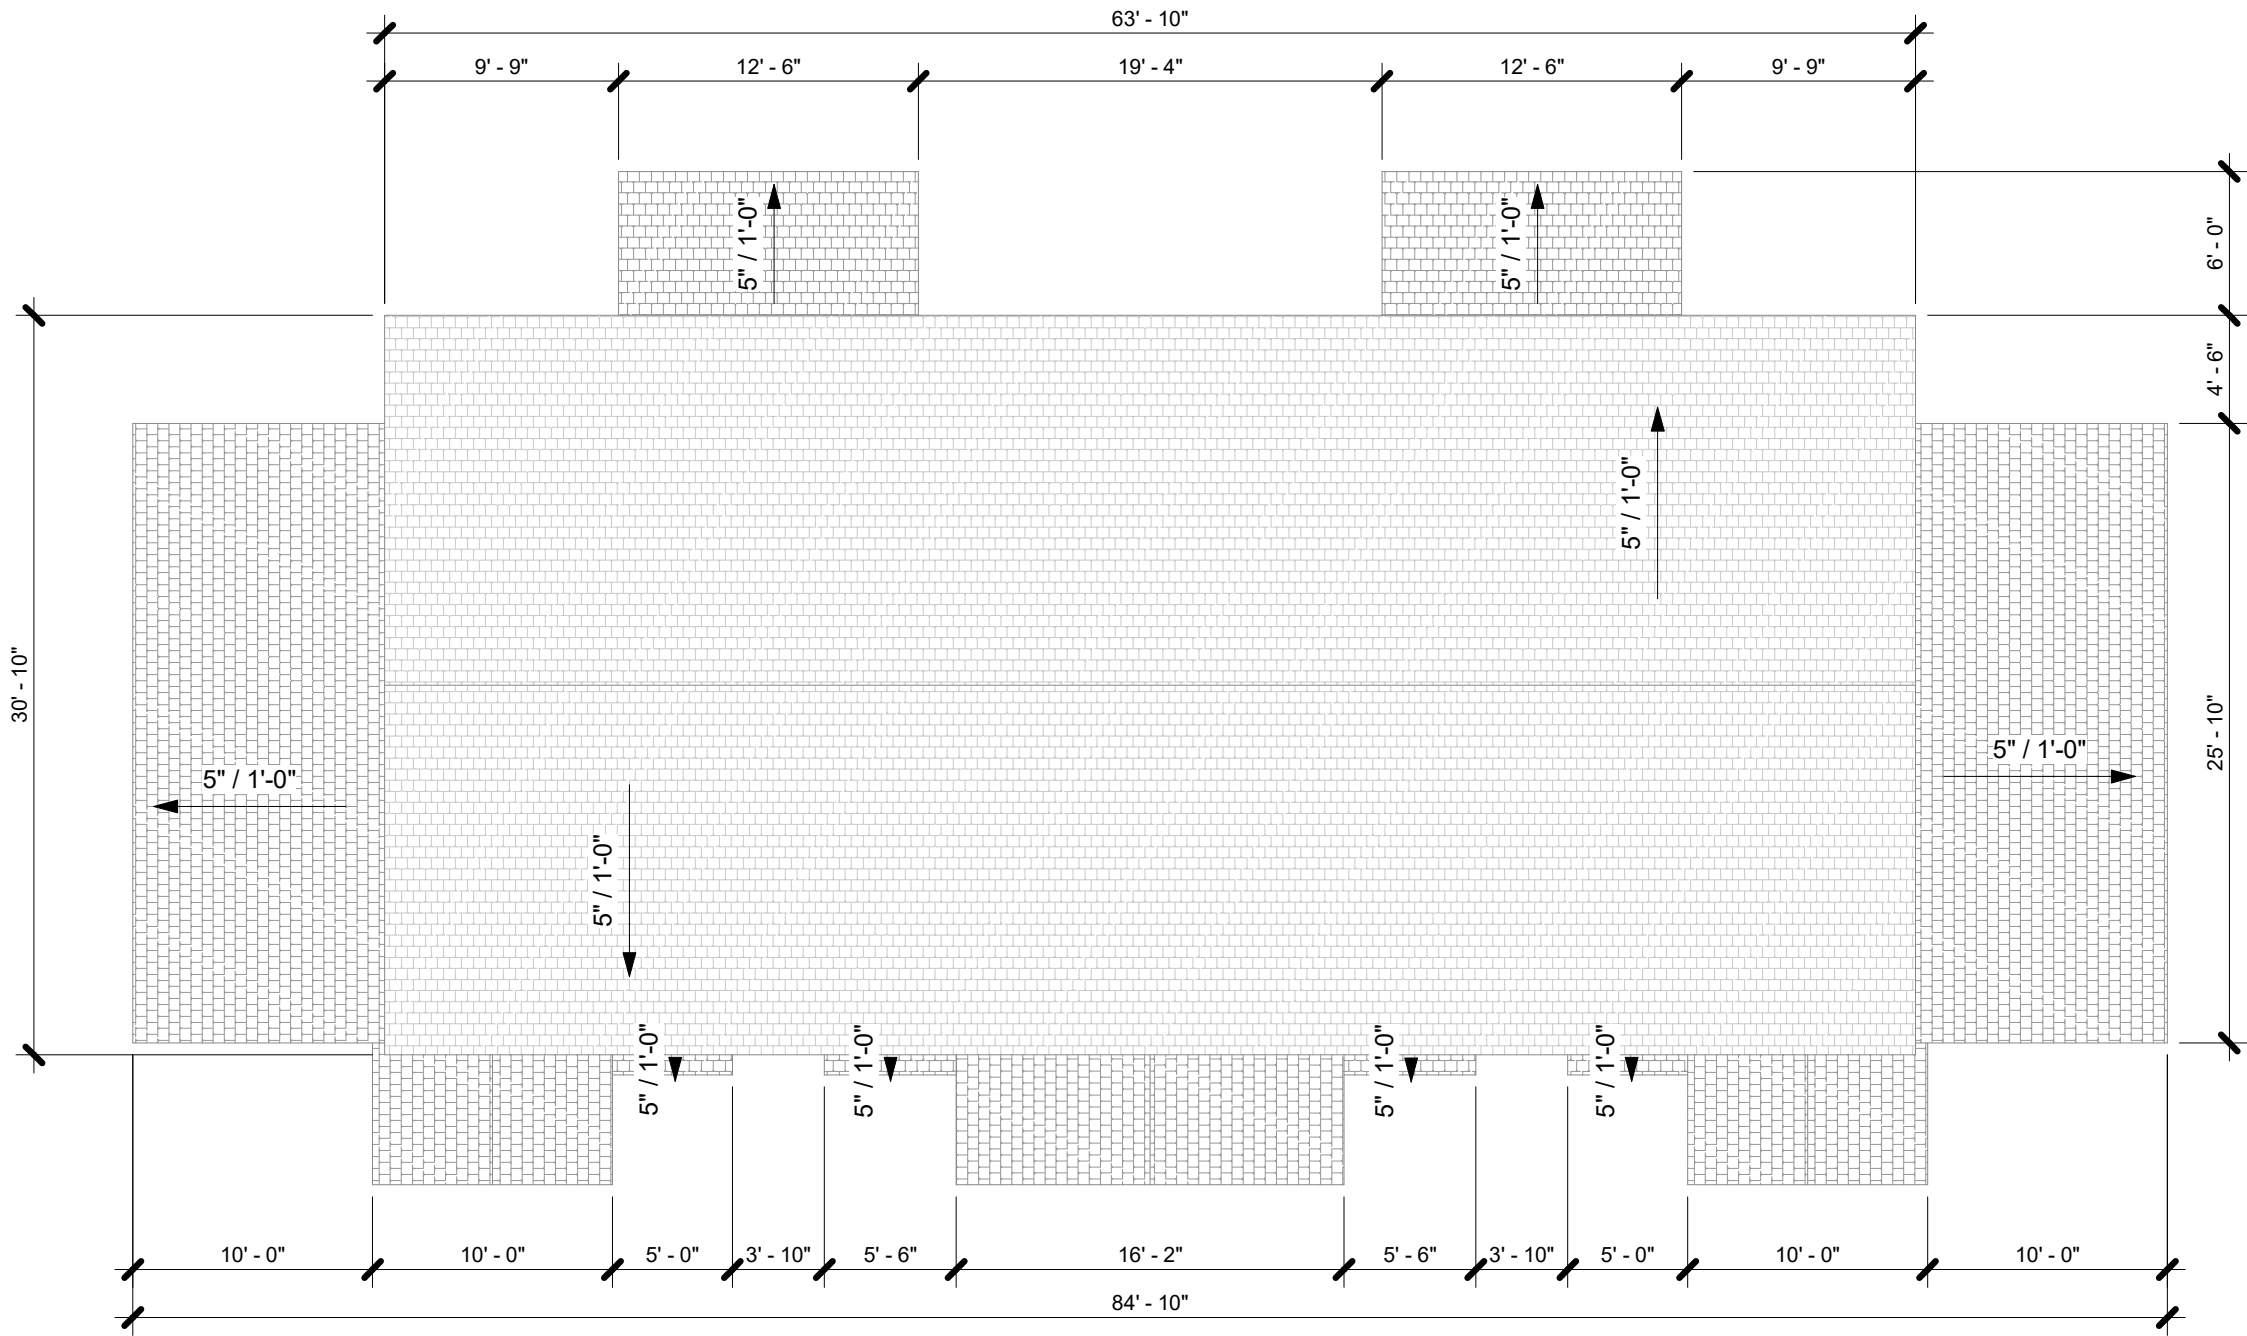 63' - 10"
9' - 9"
12' - 6"
19' - 4"
12' - 6"
9' - 9"
5" / 1'-0"
5" / 1'-0"
6' - 0"
4' - 6"
5" / 1'-0"
30' - 10"
25' - 10"
5" / 1'-0"
5" / 1'-0"
5" / 1'-0"
5" / 1'-0"
5" / 1'-0"
5" / 1'-0"
5" / 1'-0"
10' - 0"
10' - 0"
5' - 0"
3' - 10"
5' - 6"
16' - 2"
5' - 6"
3' - 10"
5' - 0"
10' - 0"
10' - 0"
84' - 10"